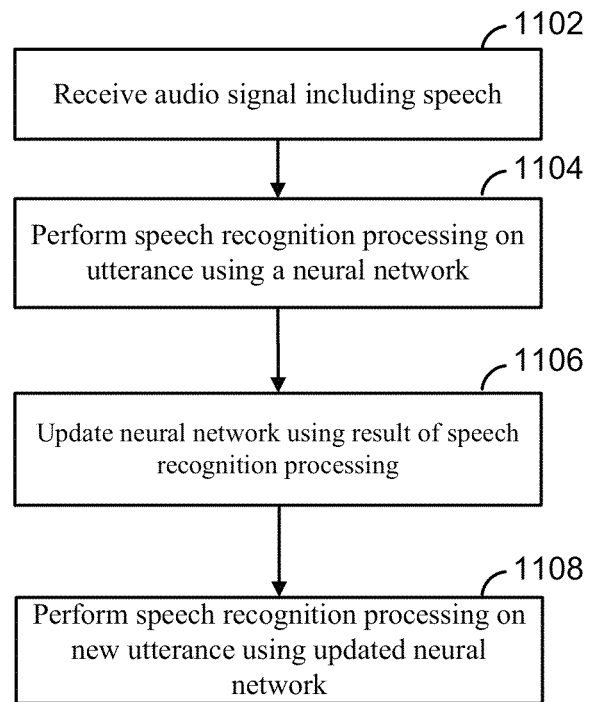 1102
Receive audio signal including speech
1104
Perform speech recognition processing on
utterance using a neural network
1106
Update neural network using result of speech
recognition processing
1108
Perform speech recognition processing on
new utterance using updated neural
network